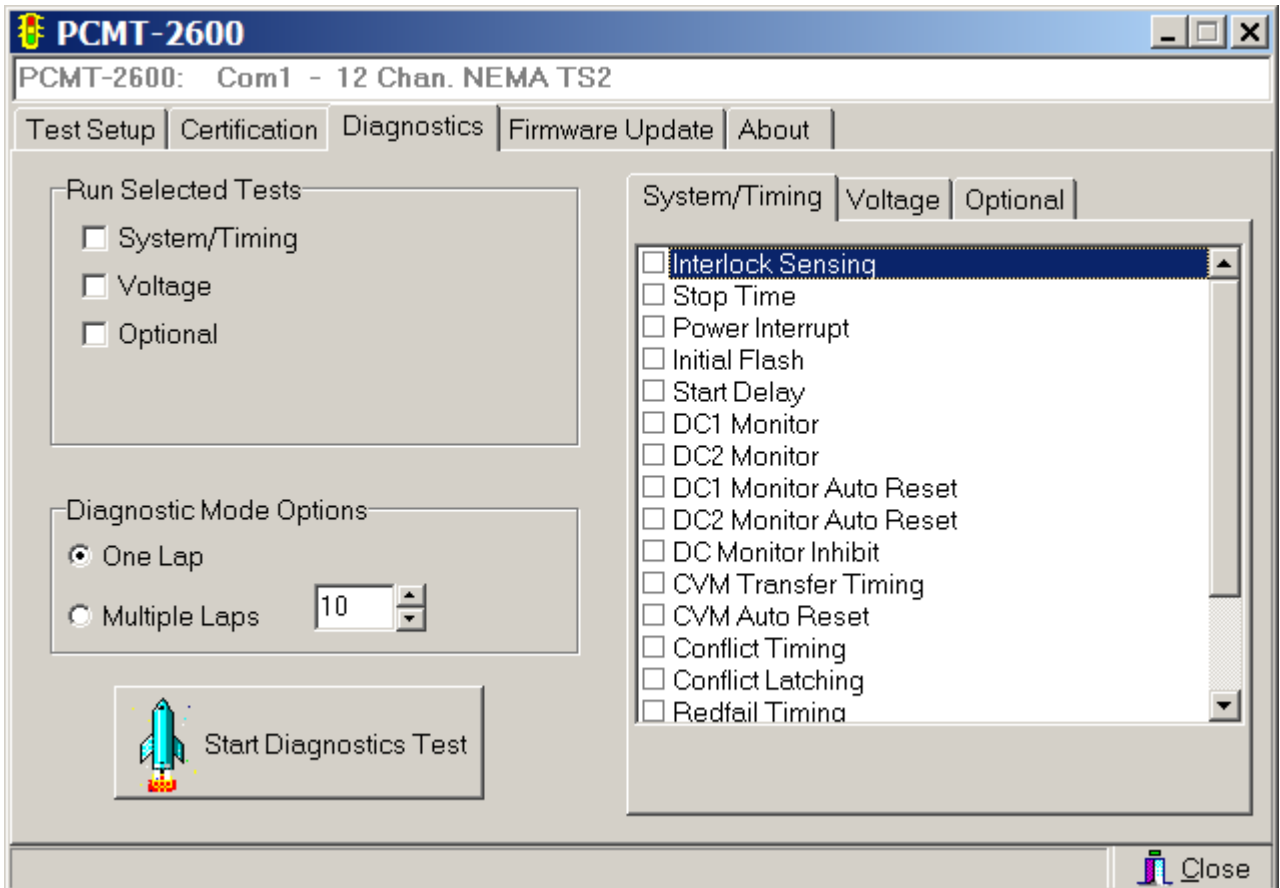 PCMT-2600
PCMT-2600: Com1 - 12 Chan. NEMA TS2
Test Setup Certification Diagnostics Firmware Update About
Run Selected Tests
System/Timing
Voltage
Optional
Diagnostic Mode Options
One Lap
Multiple Laps 10
Start Diagnostics Test
System/Timing Voltage Optional
Interlock Sensing
Stop Time
Power Interrupt
Initial Flash
Start Delay
DC1 Monitor
DC2 Monitor
DC1 Monitor Auto Reset
DC2 Monitor Auto Reset
DC Monitor Inhibit
CVM Transfer Timing
CVM Auto Reset
Conflict Timing
Conflict Latching
Redfail Timing
Close